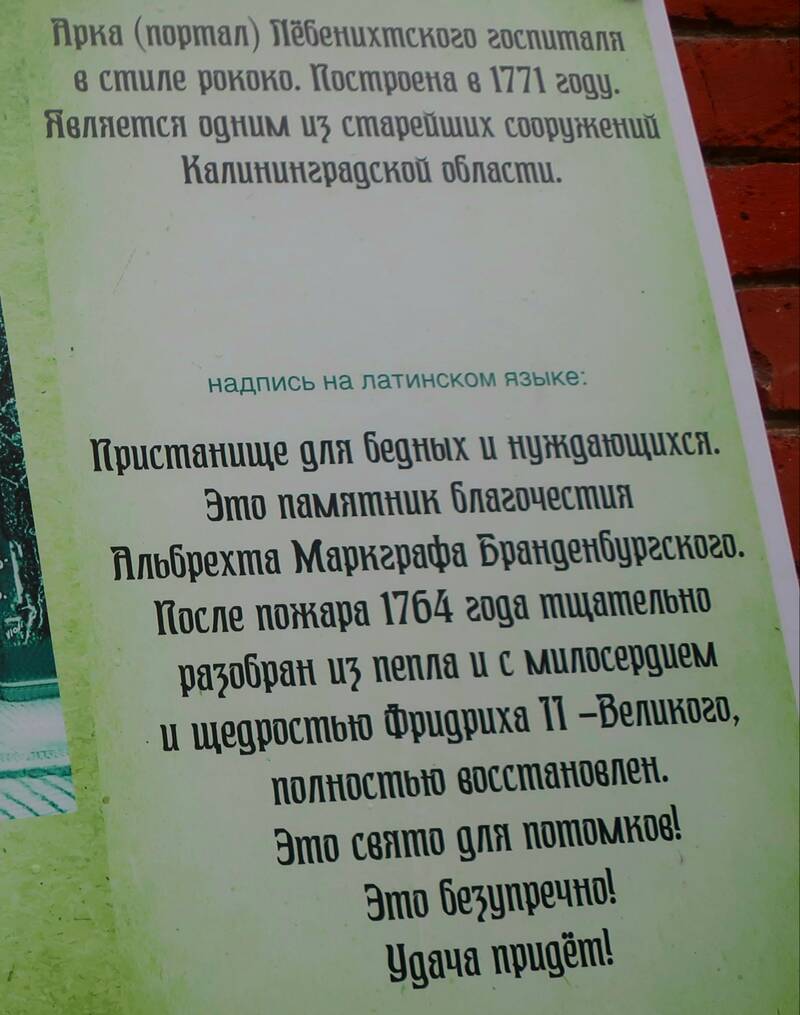 Арка (портал) Лёбенихтского госпиталя
в стиле рококо. Построена в 1771 году.
Является одним из старейших сооружений
Калининградской области.
надпись на латинском языке:
Пристанище для бедных и нуждающихся.
Это памятник благочестия
Альбрехта Маркграфа Бранденбургского.
После пожара 1764 года тщательно
разобран из пепла и с милосердием
и щедростью Фридриха II –Великого,
полностью восстановлен.
Это свято для потомков!
Это безупречно!
Удача придёт!